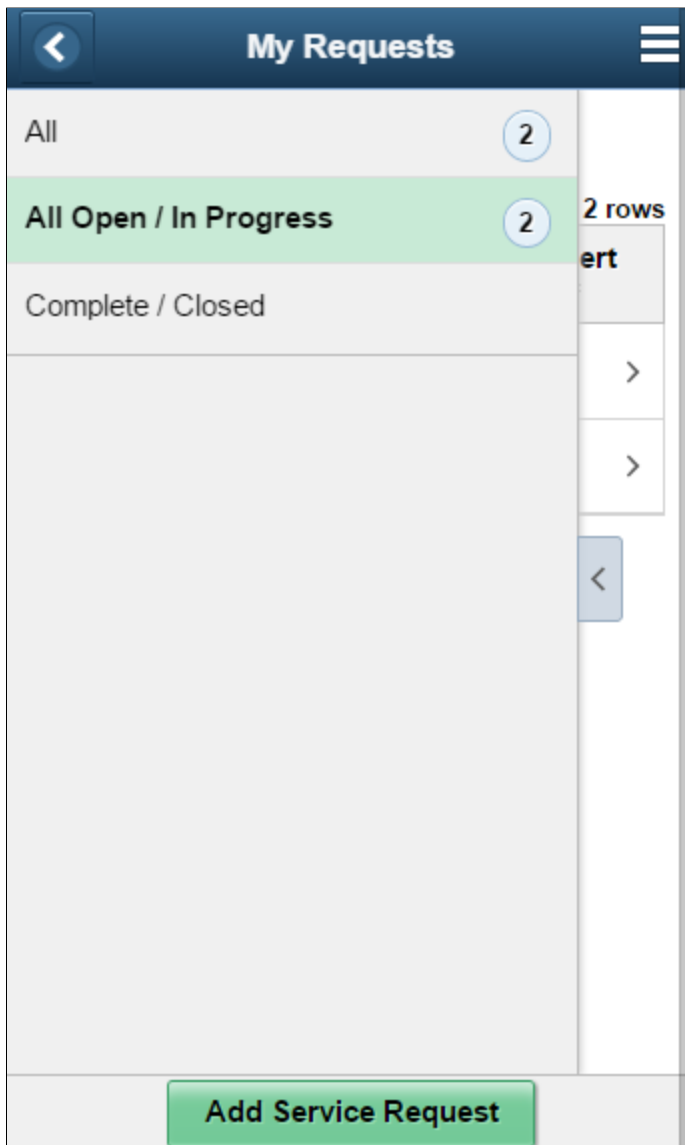 My Requests
All 2
All Open / In Progress 2
2 rows
ert
Complete / Closed
Add Service Request